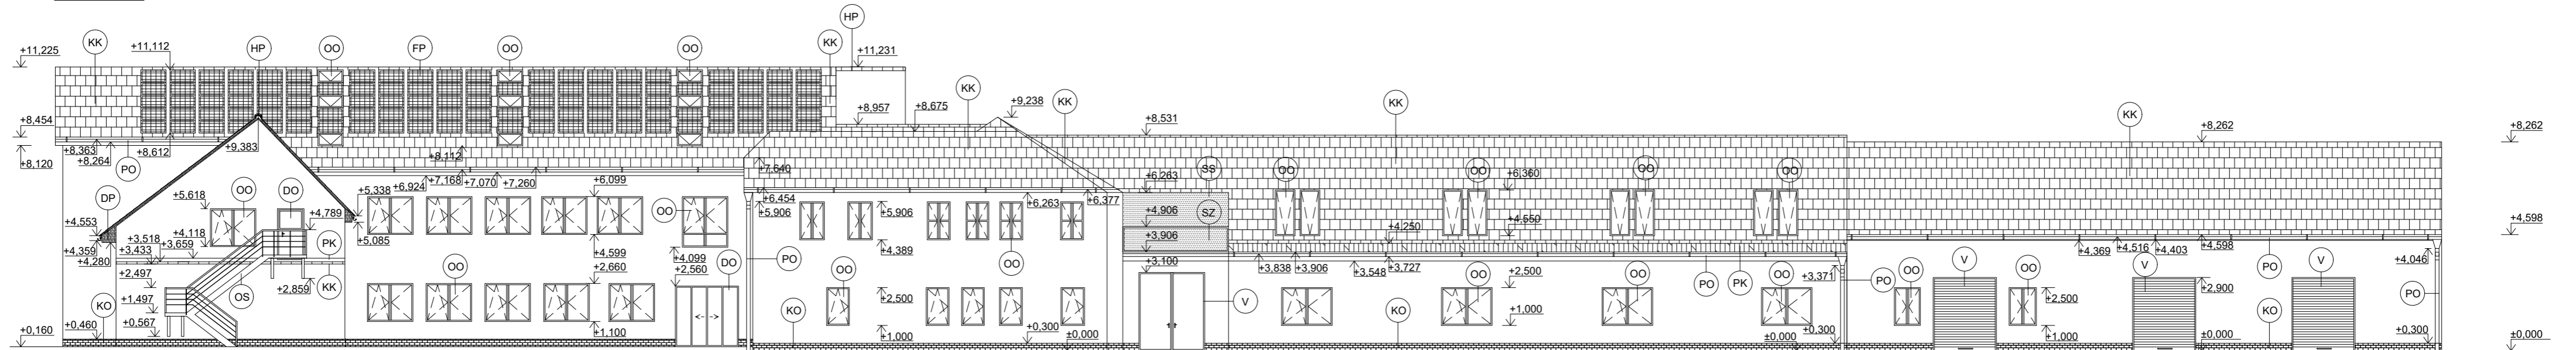 HP
KK
HP
OO
FP
OO
OO
KK
+11,225
+11,112
+11,231
KK
+9,238
KK
KK
KK
+8,957
+8,675
+8,454
+8,531
+8,262
+8,262
+8,363
+8,264
+8,612
+9,383
+8,112
+8,120
PO
+7,640
SS
OO
OO
OO
OO
+7,168
+7,070
+7,260
+6,924
+6,099
+6,263
+6,360
DP
+5,618
OO
DO
+5,338
+6,454
+5,906
+5,906
+6,263
+6,377
OO
SZ
+4,906
+4,553
+4,789
+4,550
+4,598
+4,118
+3,518
+3,659
PK
+5,085
+4,250
+4,359
+3,433
+4,280
+4,599
+4,389
+3,906
+4,369
+4,516
+4,403
+4,598
+4,046
+4,099
DO
PO
OO
+3,838
+3,906
+3,548
+3,727
+3,371
+2,497
+2,859
KK
OO
+2,660
+2,560
+3,100
OO
OO
OO
OO
PO
PK
PO
OO
V
OO
V
PO
V
PO
OS
KO
+1,497
+2,500
V
+2,500
+2,500
+2,900
+0,460
+0,567
+1,100
KO
+1,000
+0,300
KO
+1,000
+0,300
+1,000
KO
+0,300
+0,160
±0,000
±0,000
±0,000
±0,000